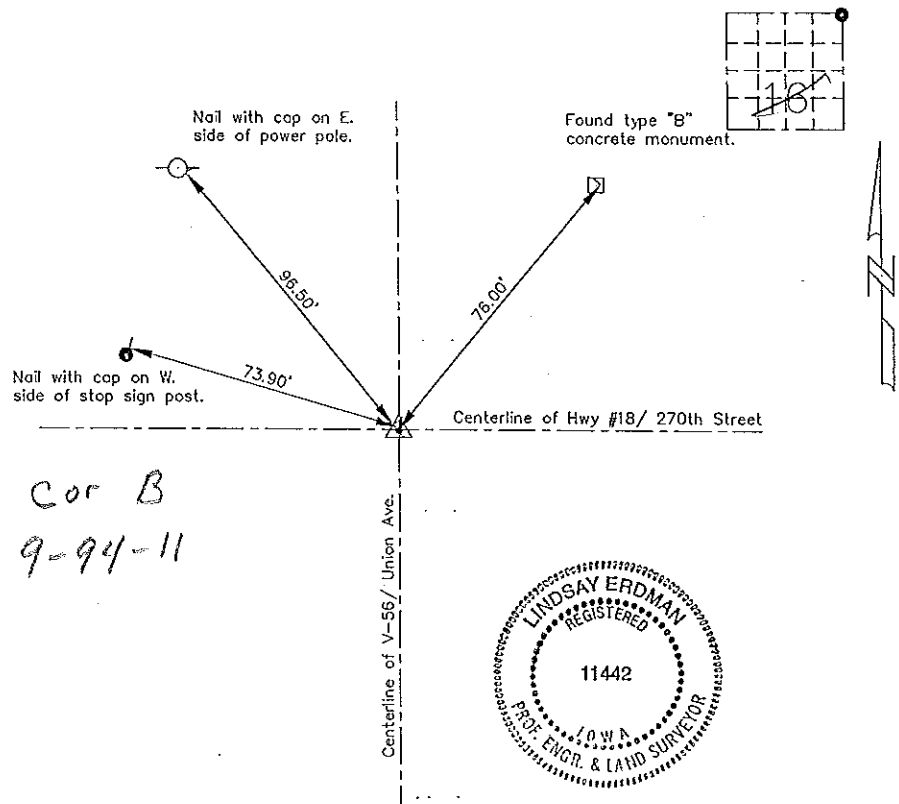 16
Nail with cap on E.
side of power pole.
Found type "B"
concrete monument.
N
96.50'
76.00'
73.90'
Nail with cap on W.
side of stop sign post.
Centerline of Hwy #18/ 270th Street
Cor B
9-94-11
Centerline of V-56/ Union Ave.
LINDSAY ERDMAN
REGISTERED
11442
IOWA
PROF. ENGR. & LAND SURVEYOR